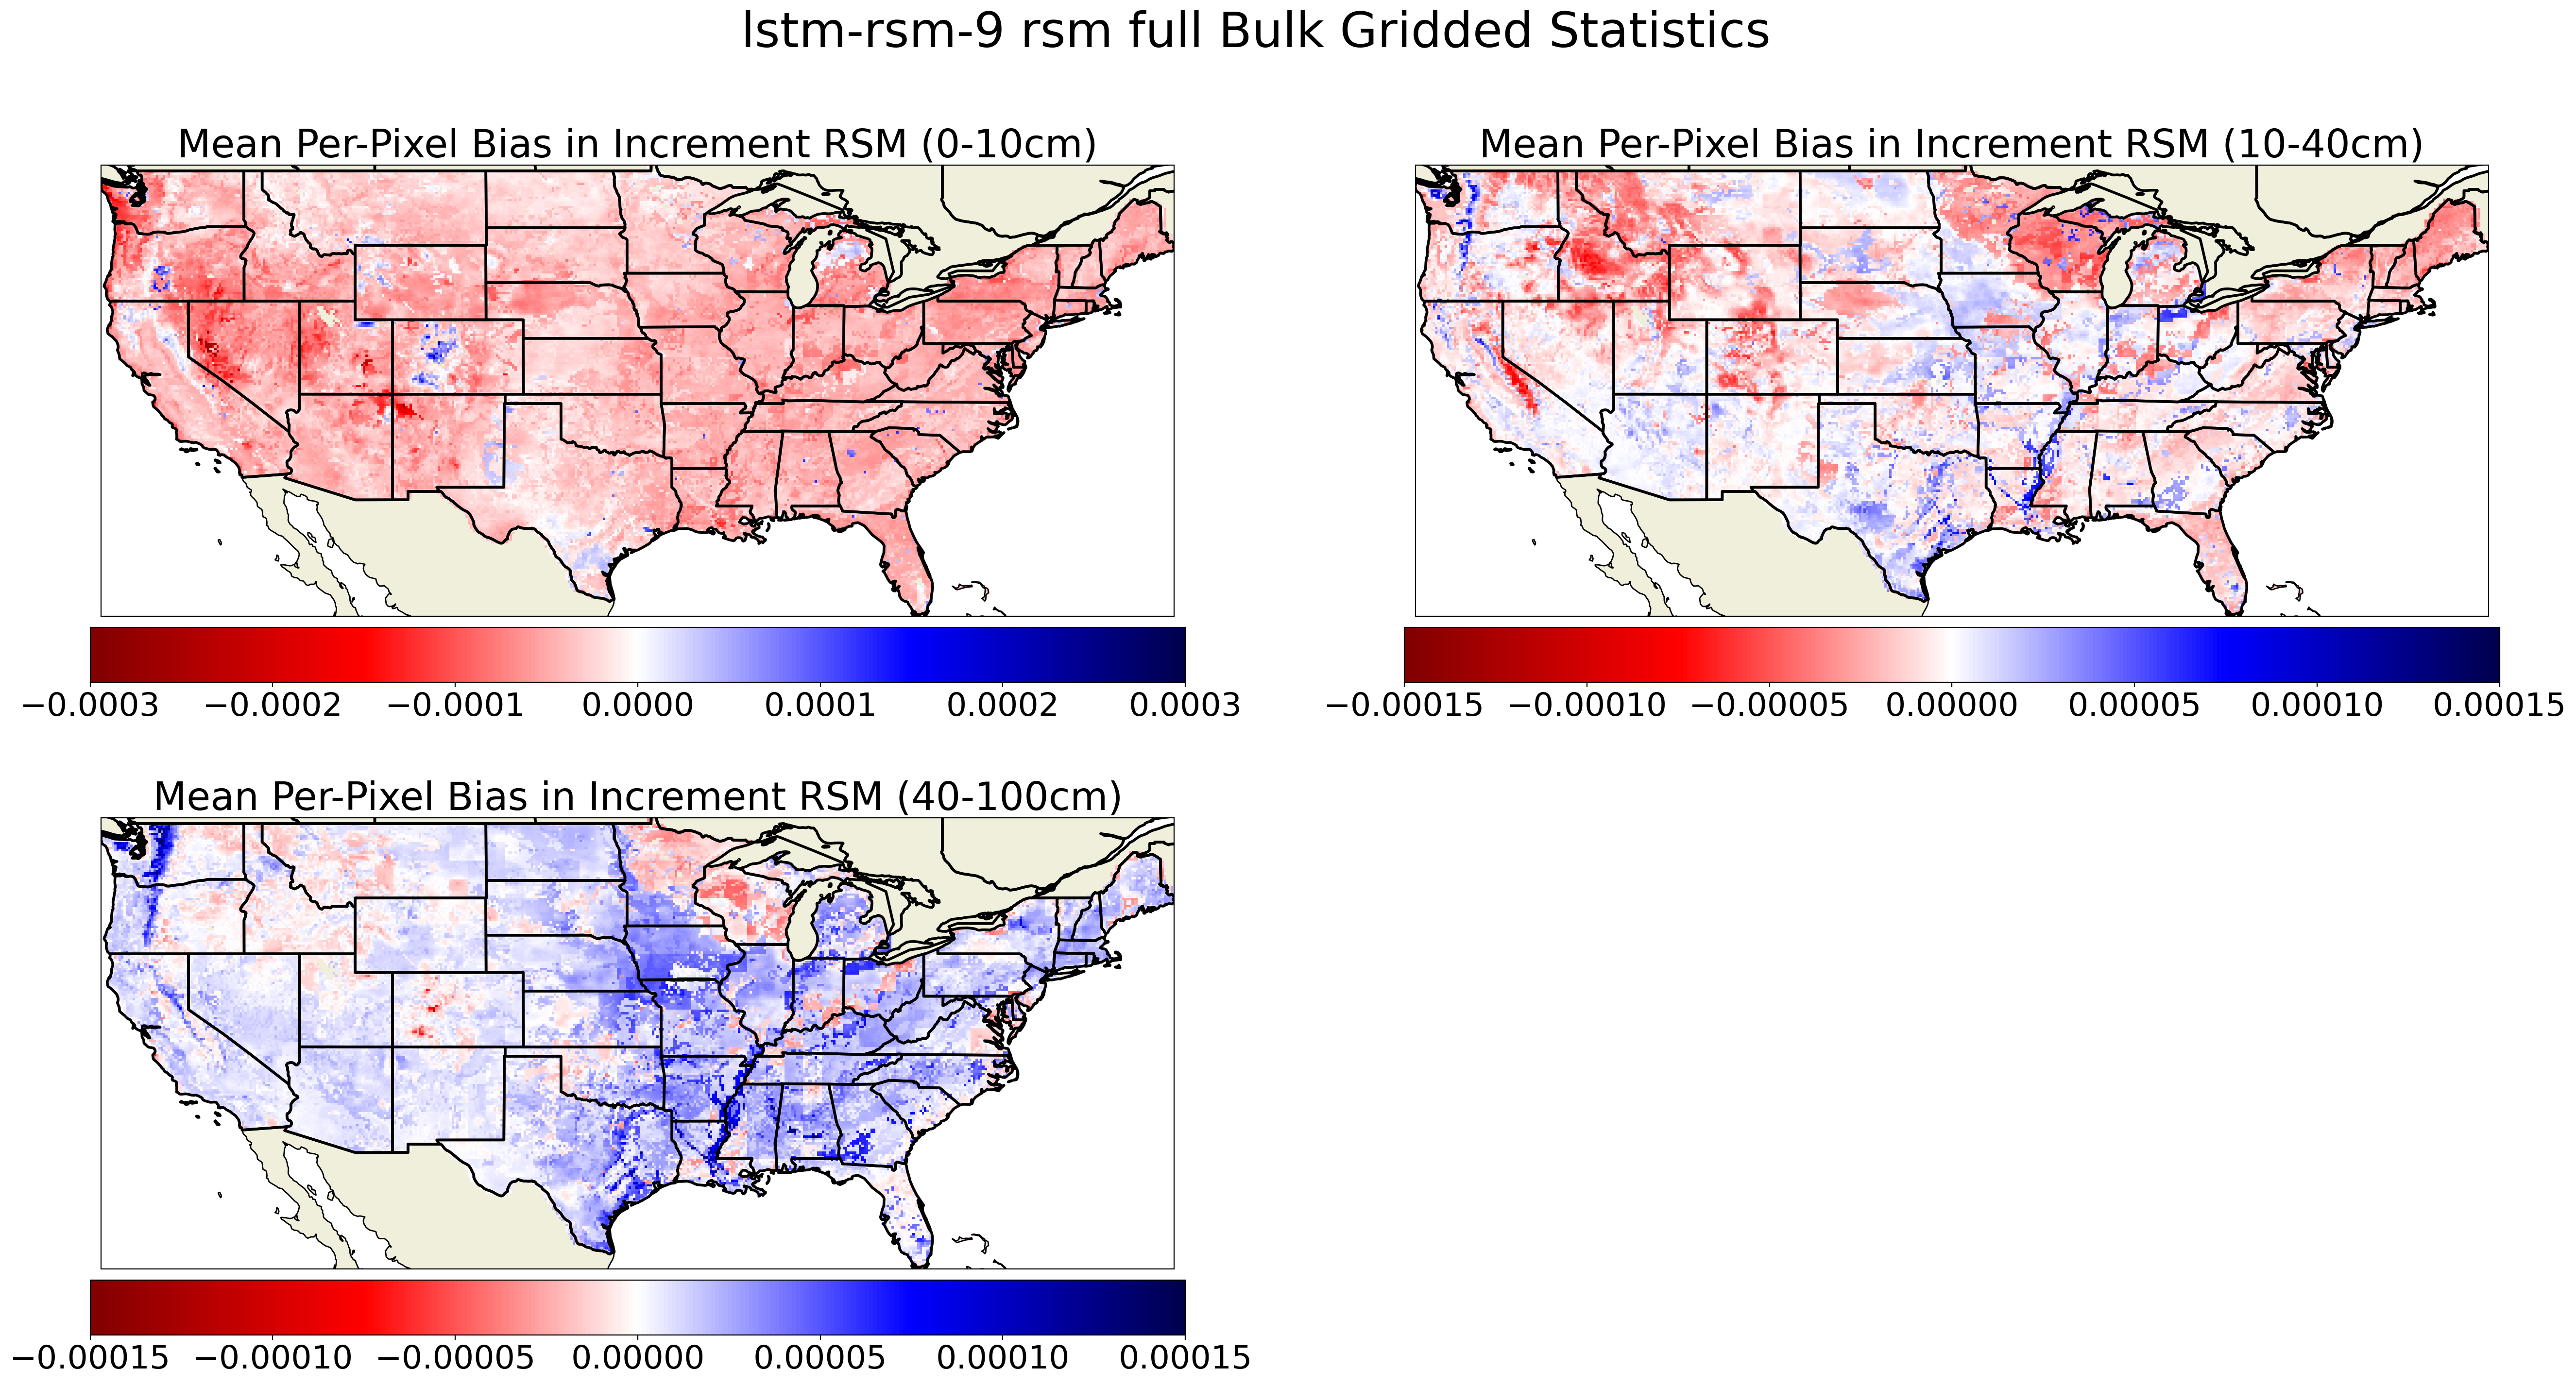 lstm-rsm-9 rsm full Bulk Gridded Statistics
Mean Per-Pixel Bias in Increment RSM (0-10cm)
−0.0003 −0.0002 −0.0001 0.0000 0.0001 0.0002 0.0003
Mean Per-Pixel Bias in Increment RSM (10-40cm)
−0.00015 −0.00010 −0.00005 0.00000 0.00005 0.00010 0.00015
Mean Per-Pixel Bias in Increment RSM (40-100cm)
−0.00015 −0.00010 −0.00005 0.00000 0.00005 0.00010 0.00015